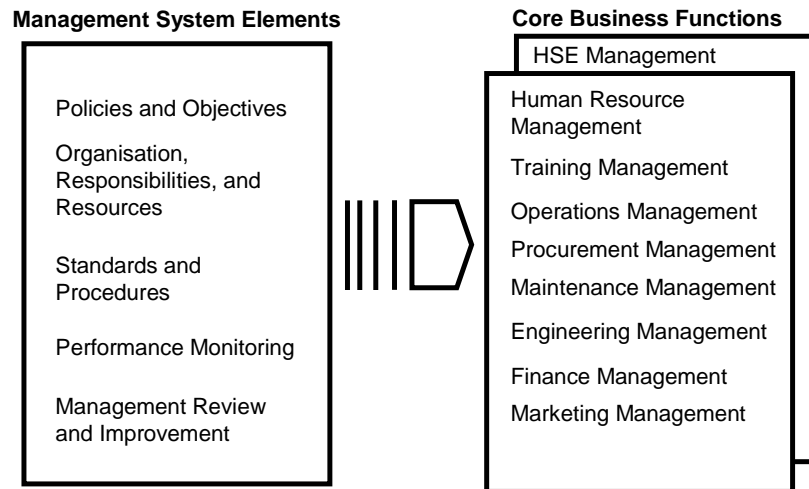 Management System Elements
Policies and Objectives
Organisation,
Responsibilities, and
Resources
Standards and
Procedures
Performance Monitoring
Management Review
and Improvement
Core Business Functions
HSE Management
Human Resource
Management
Training Management
Operations Management
Procurement Management
Maintenance Management
Engineering Management
Finance Management
Marketing Management